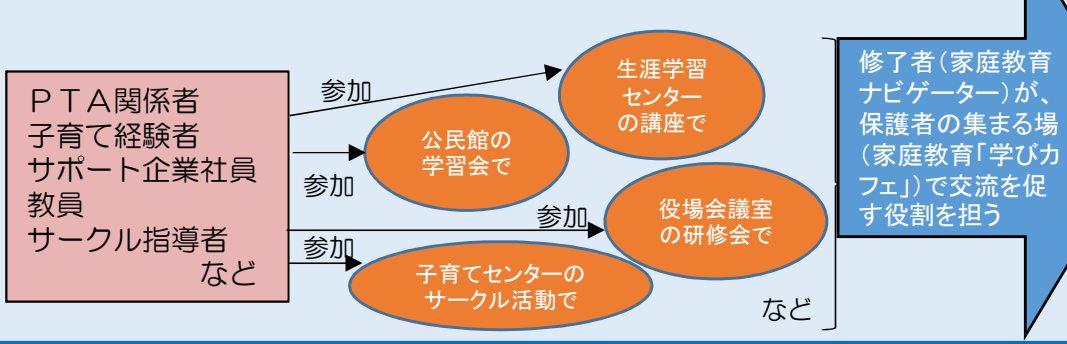 ＰＴＡ関係者
子育て経験者
サポート企業社員
教員
サークル指導者
など
参加
参加
参加
参加
生涯学習
センター
の講座で
公民館の
学習会で
役場会議室
の研修会で
子育てセンターの
サークル活動で
など
修了者（家庭教育
ナビゲーター）が、
保護者の集まる場
（家庭教育「学びカ
フェ」）で交流を促
す役割を担う